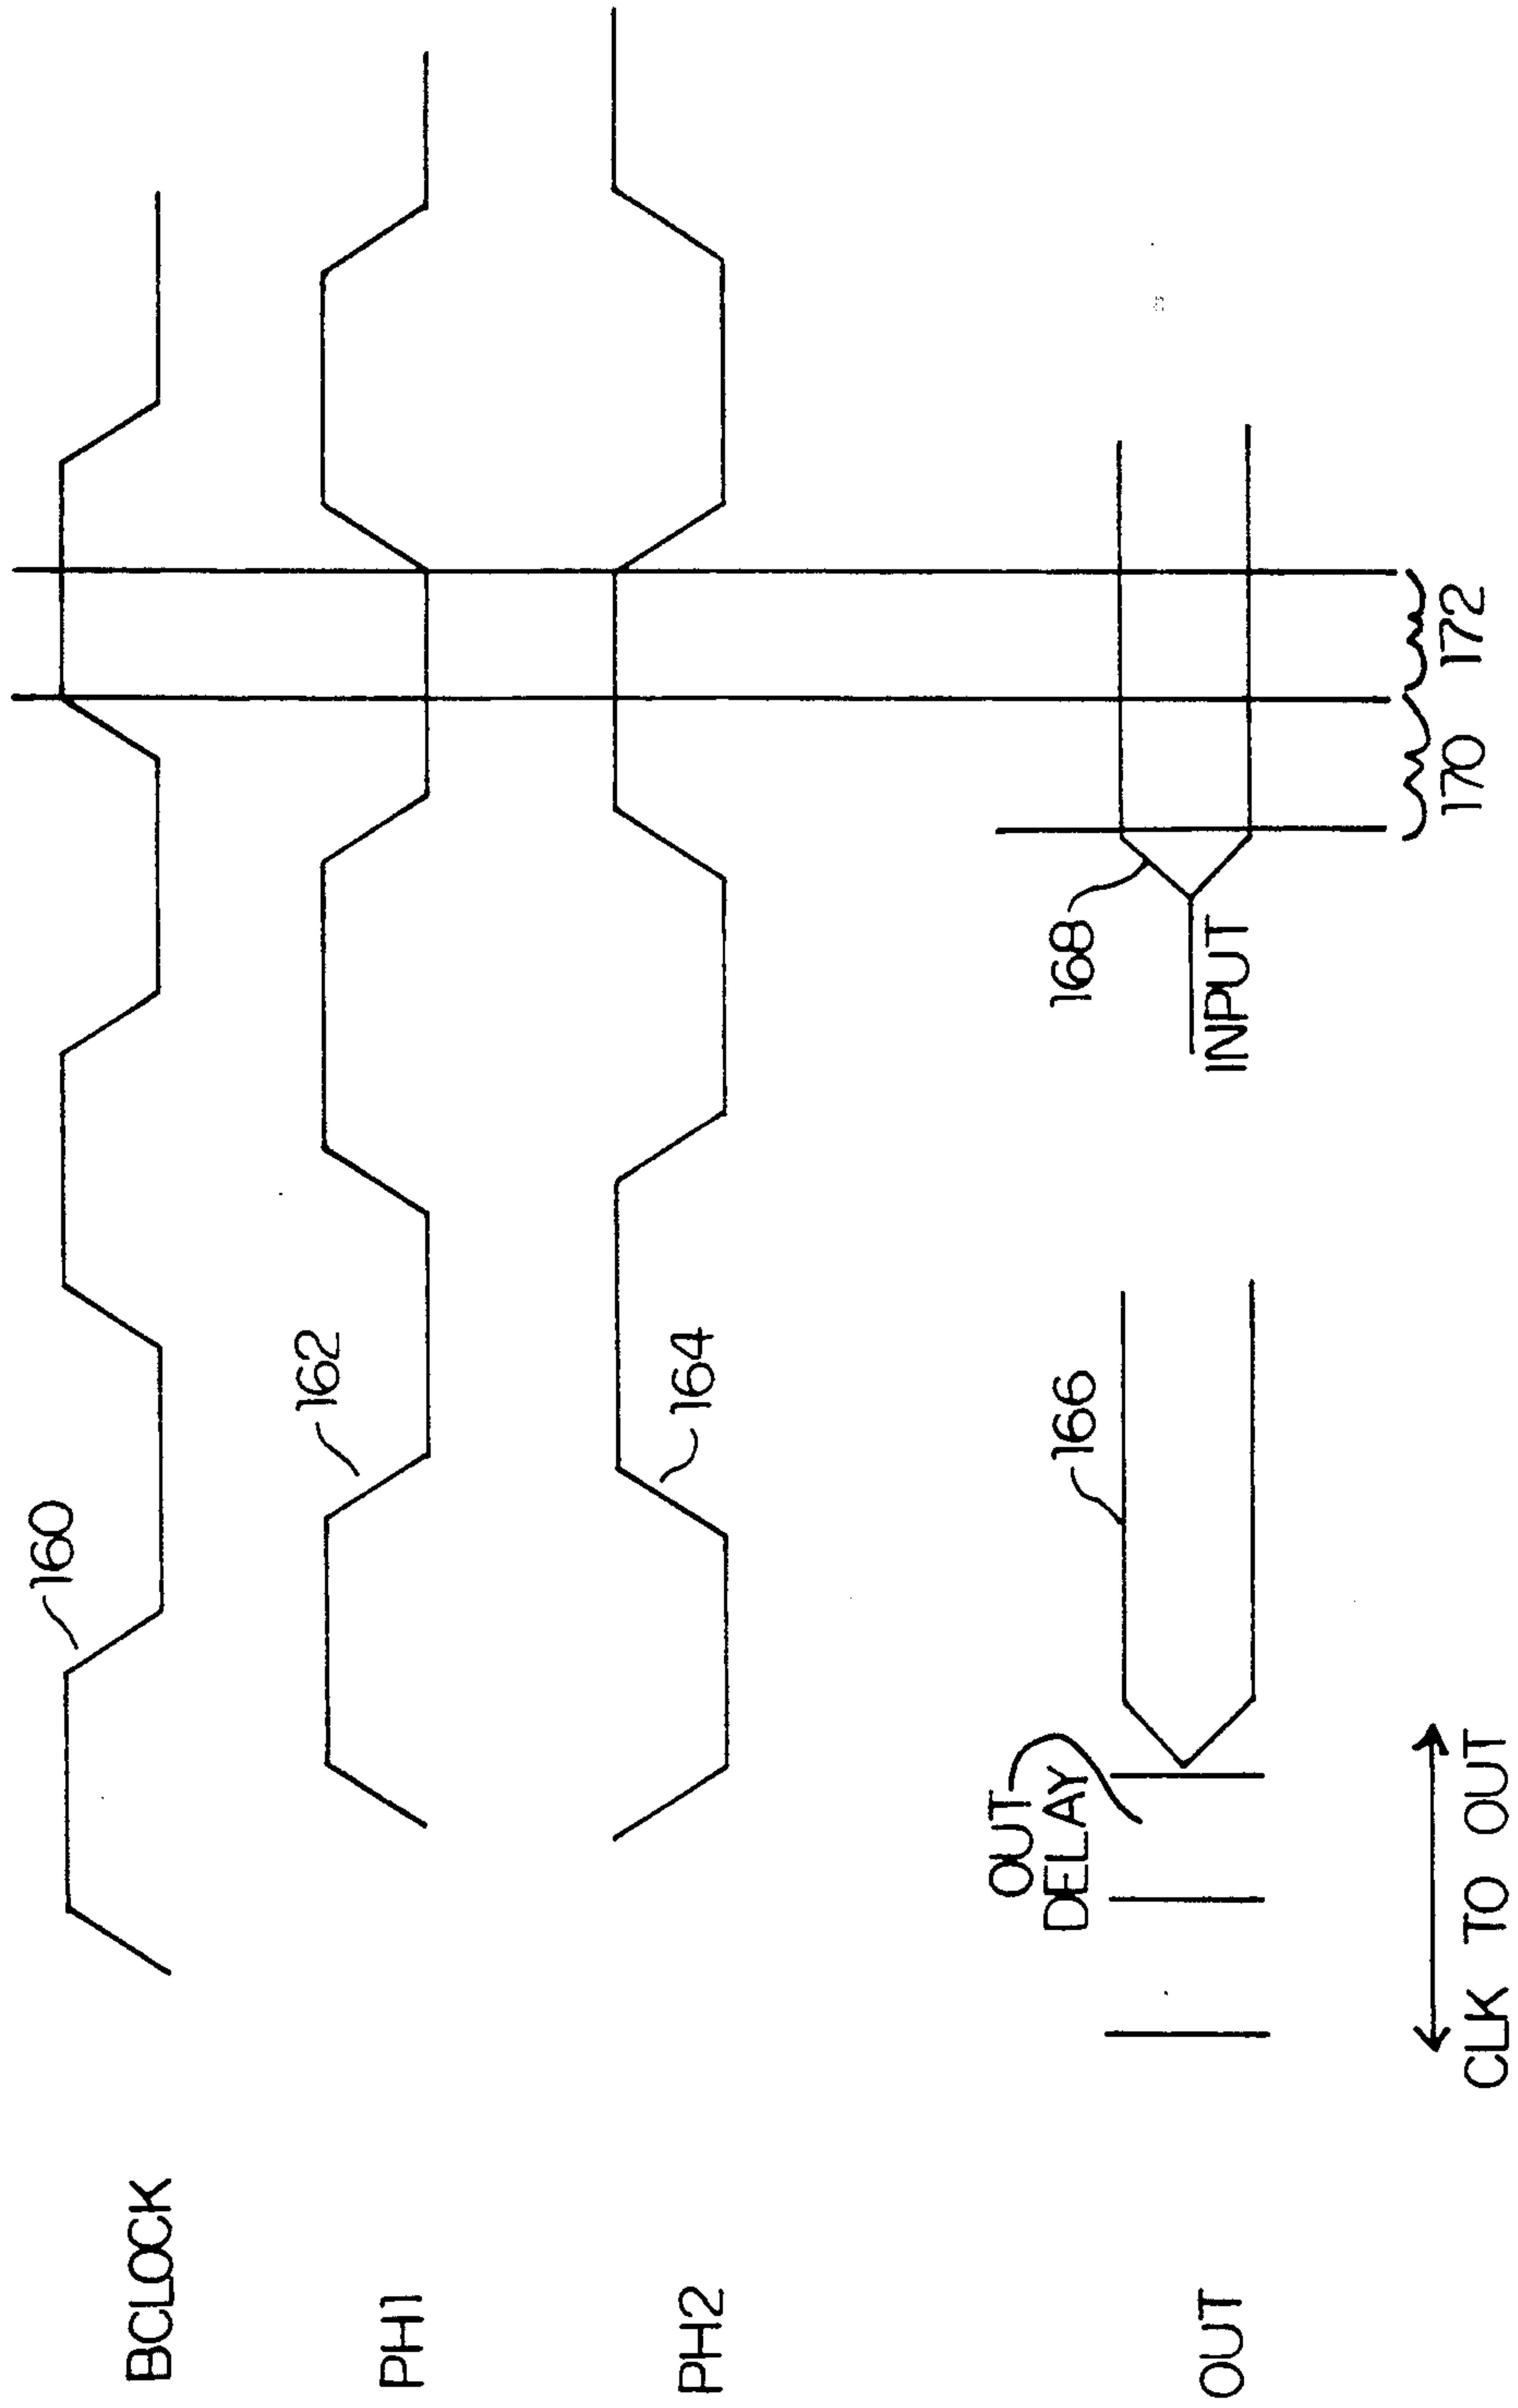 BCLOCK
160
PH1
162
PH2
164
OUT
OUT
DELAY
166
168
INPUT
CLK TO OUT
170
172